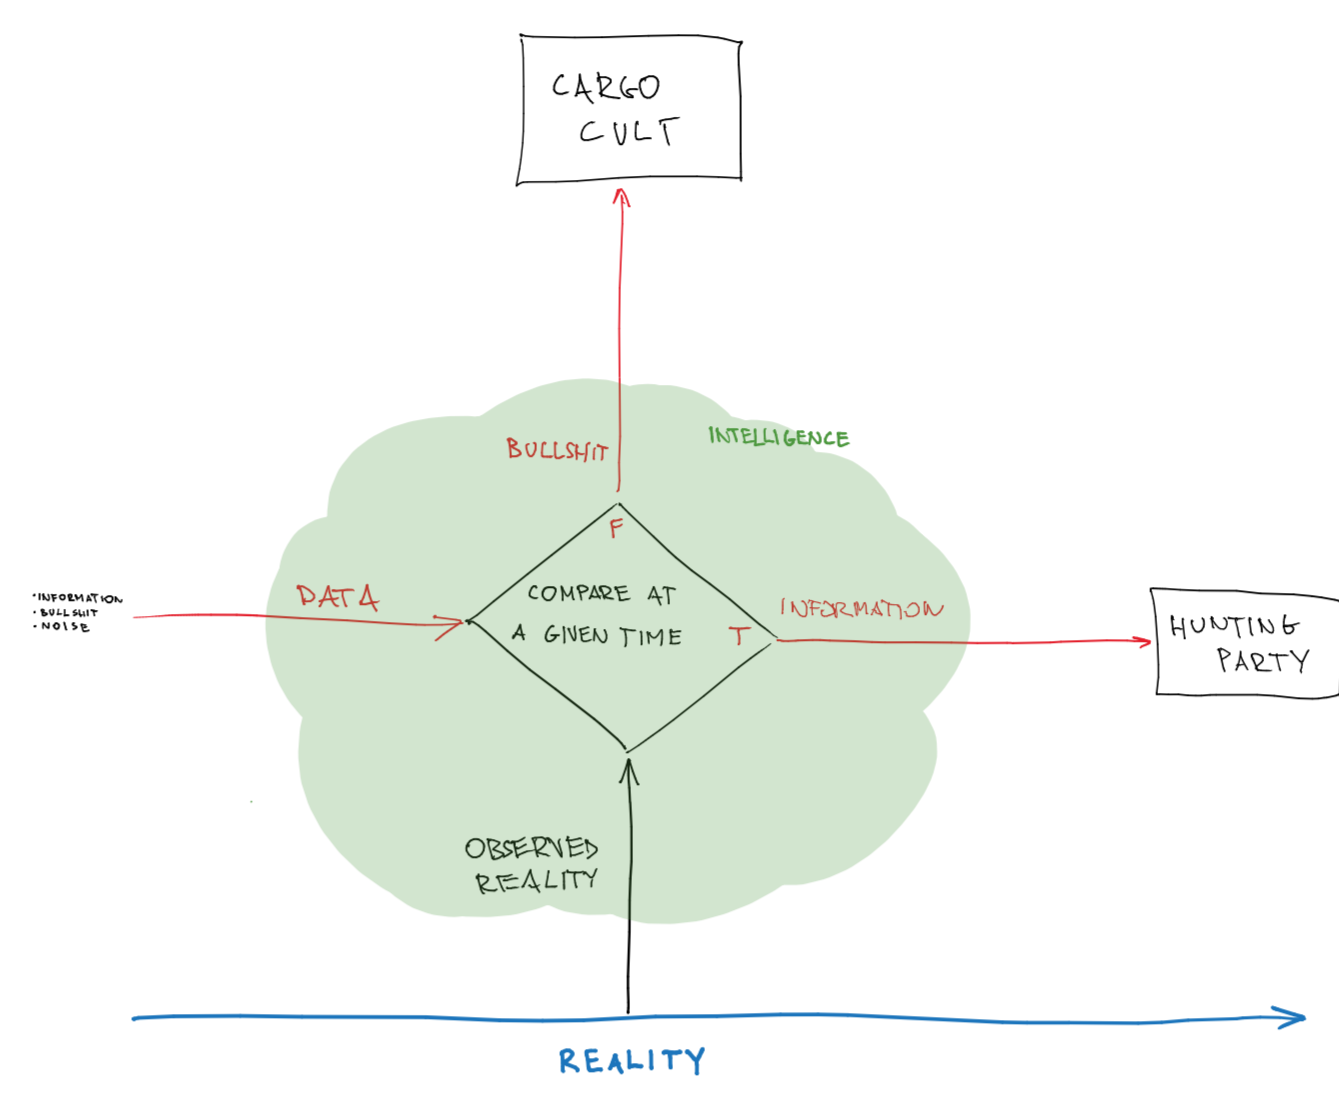 CARGO
CULT
BULLSHIT
INTELLIGENCE
F
· INFORMATION
· BULLSHIT
· NOISE
DATA
COMPARE AT
A GIVEN TIME
T
INFORMATION
HUNTING
PARTY
OBSERVED
REALITY
REALITY